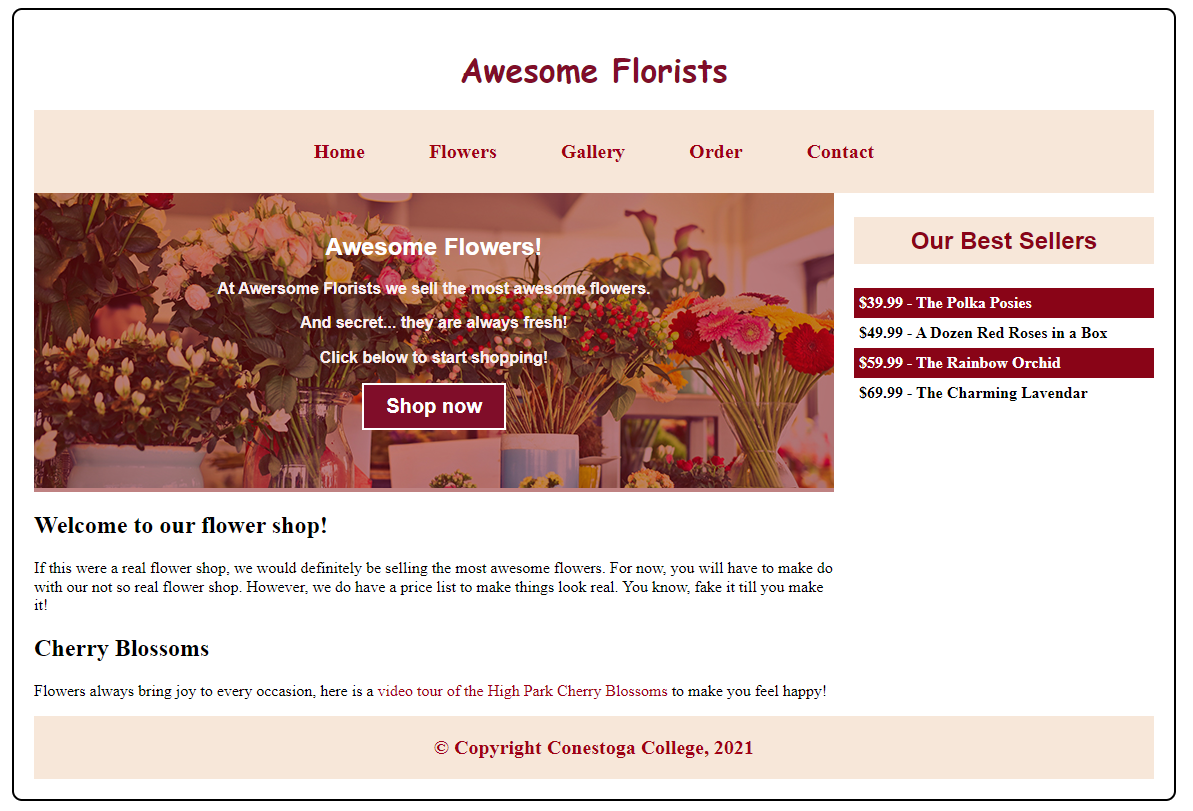 Awesome Florists
Home Flowers Gallery Order Contact
Awesome Flowers!
At Awersome Florists we sell the most awesome flowers.
And secret... they are always fresh!
Click below to start shopping!
Shop now
Our Best Sellers
$39.99 - The Polka Posies
$49.99 - A Dozen Red Roses in a Box
$59.99 - The Rainbow Orchid
$69.99 - The Charming Lavendar
Welcome to our flower shop!
If this were a real flower shop, we would definitely be selling the most awesome flowers. For now, you will have to make do
with our not so real flower shop. However, we do have a price list to make things look real. You know, fake it till you make
it!
Cherry Blossoms
Flowers always bring joy to every occasion, here is a video tour of the High Park Cherry Blossoms to make you feel happy!
© Copyright Conestoga College, 2021